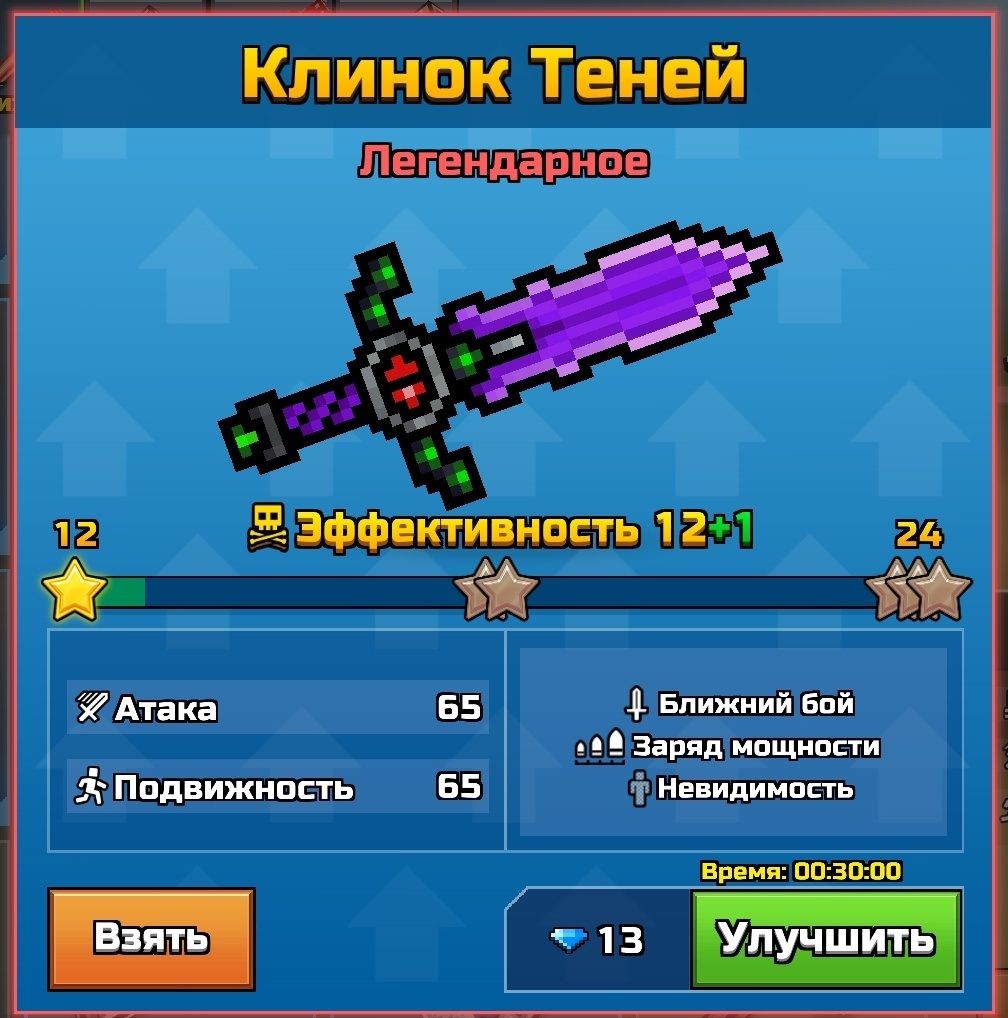 Клинок Теней
Легендарное
12
Эффективность 12+1
24
Атака 65
Подвижность 65
Ближний бой
Заряд мощности
Невидимость
Время: 00:30:00
Взять
13
Улучшить